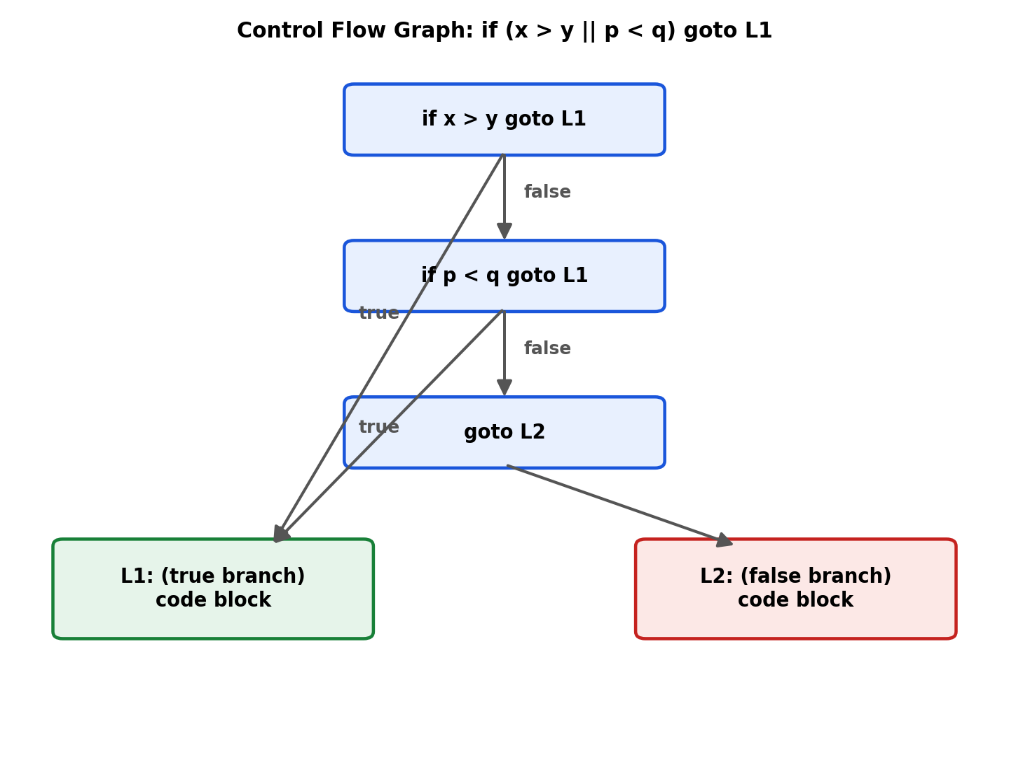 Control Flow Graph: if (x > y || p < q) goto L1
if x > y goto L1
false
if p < q goto L1
true
false
true
goto L2
L1: (true branch)
code block
L2: (false branch)
code block